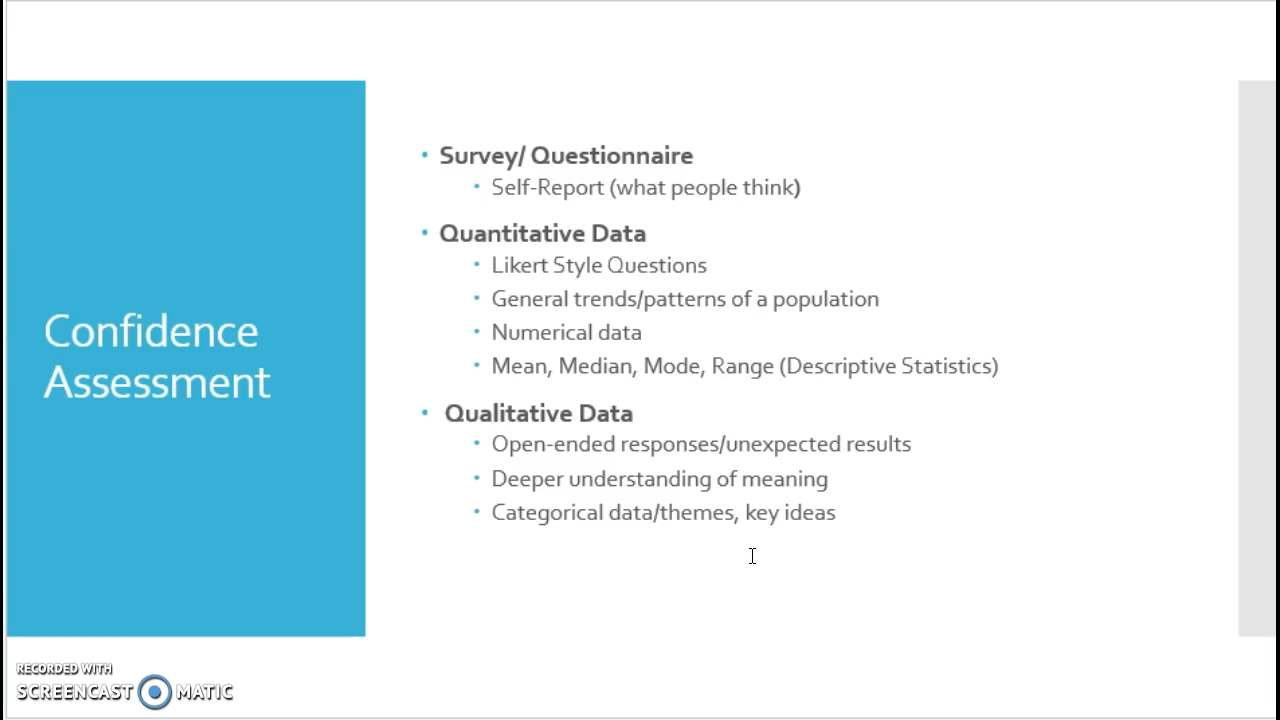 Confidence
Assessment
• Survey/ Questionnaire
• Self-Report (what people think)
• Quantitative Data
• Likert Style Questions
• General trends/patterns of a population
• Numerical data
• Mean, Median, Mode, Range (Descriptive Statistics)
• Qualitative Data
• Open-ended responses/unexpected results
• Deeper understanding of meaning
• Categorical data/themes, key ideas
RECORDED WITH
SCREENCAST MATIC